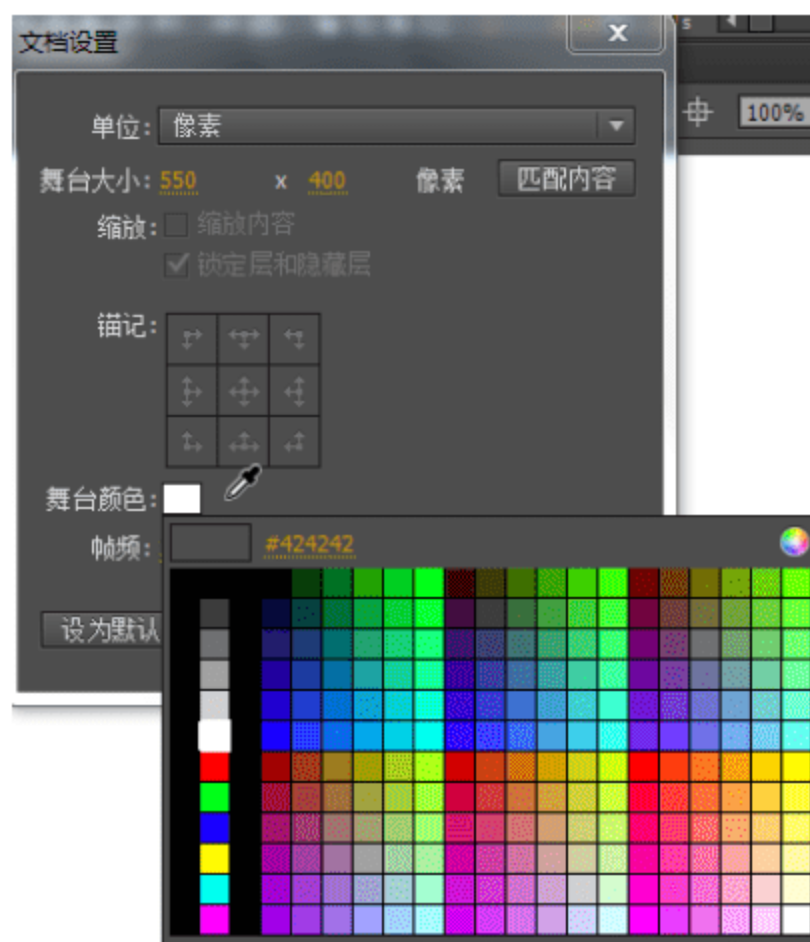 文档设置
单位: 像素
100%
舞台大小: 550 x 400 像素 匹配内容
缩放: 缩放内容
锁定层和隐藏层
锚记:
舞台颜色:
帧频:
#424242
设为默认